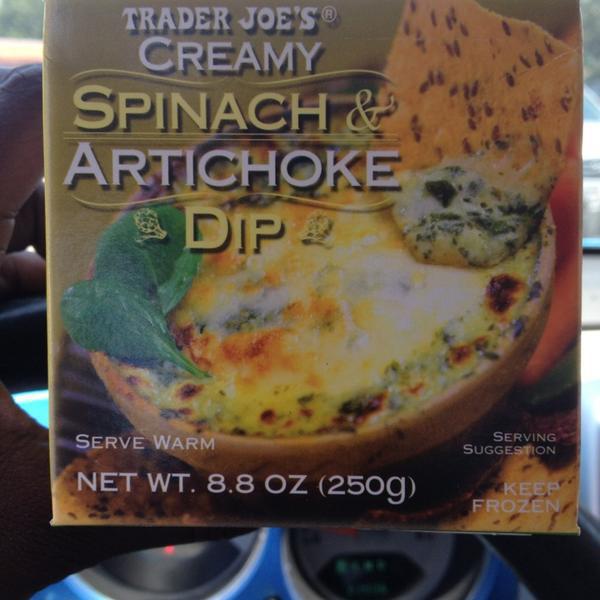 TRADER JOE'S®
CREAMY
SPINACH &
ARTICHOKE
DIP
SERVE WARM
SERVING
SUGGESTION
NET WT. 8.8 OZ (250g)
KEEP
FROZEN